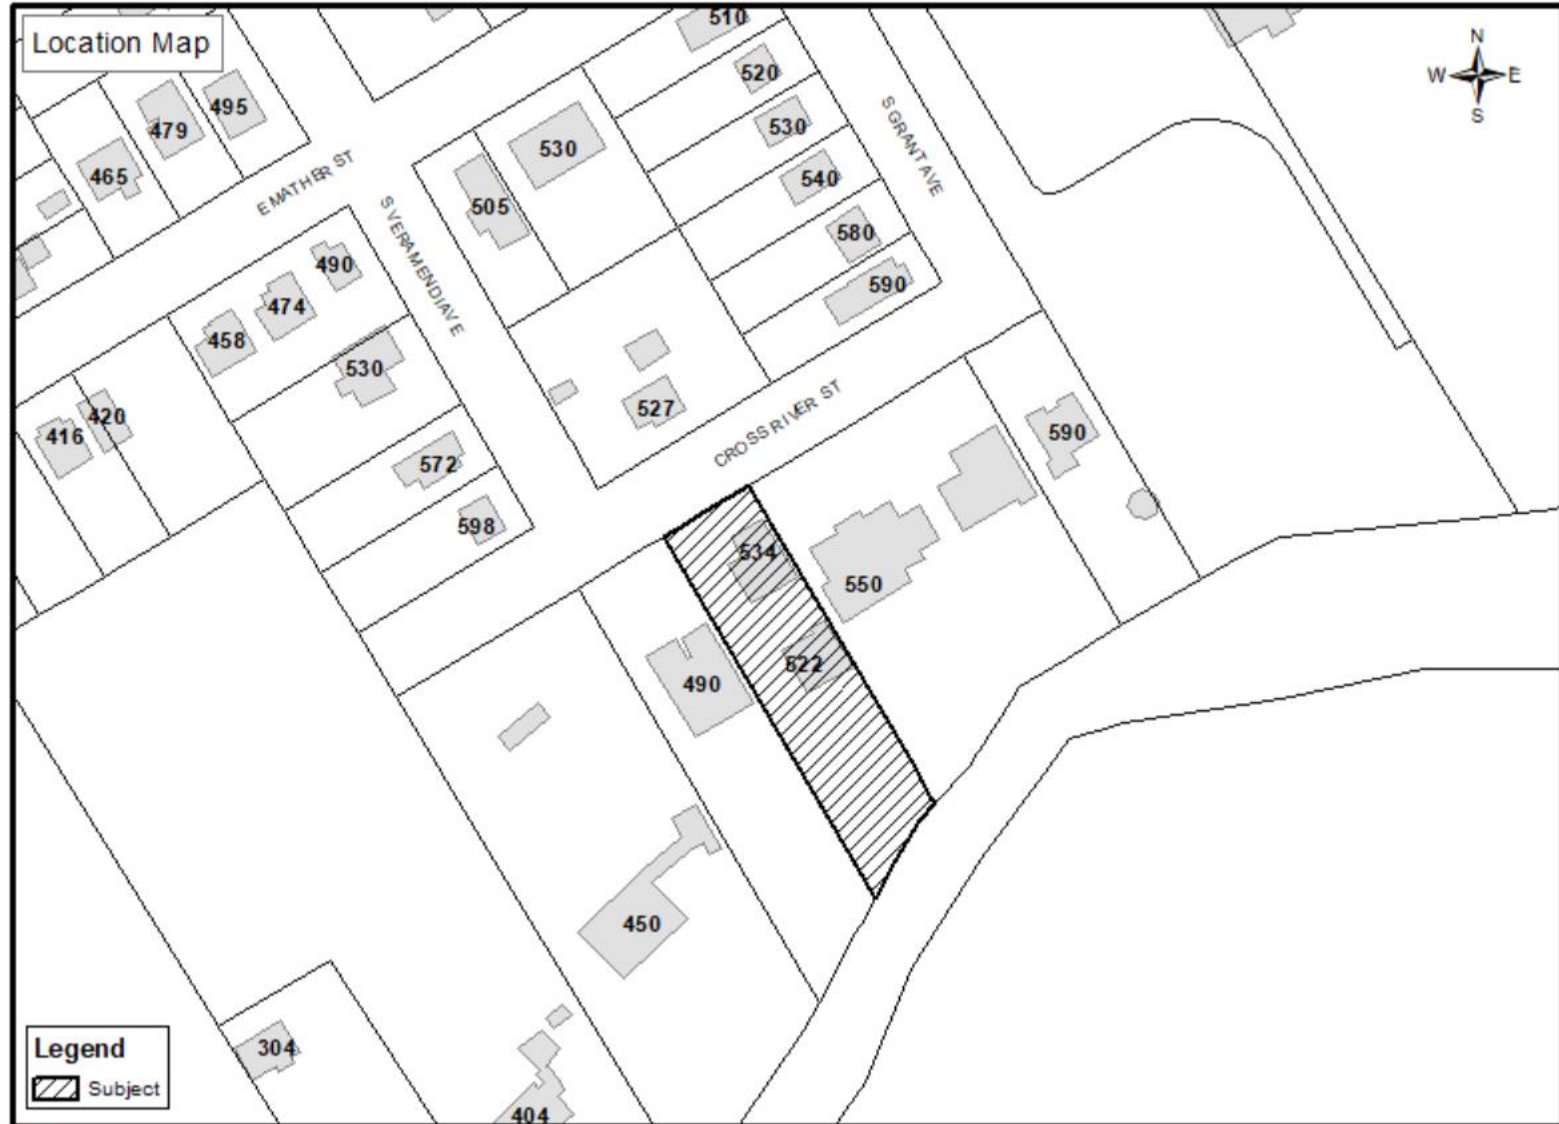 Location Map
N
W E
S
510
520
495
479
530
530
465
E MATHER ST
S GRANT AVE
540
505
S VERAMENDI AVE
580
490
590
474
458
530
527
CROSS RIVER ST
420
416
590
572
598
534
550
522
490
450
304
404
Legend
Subject